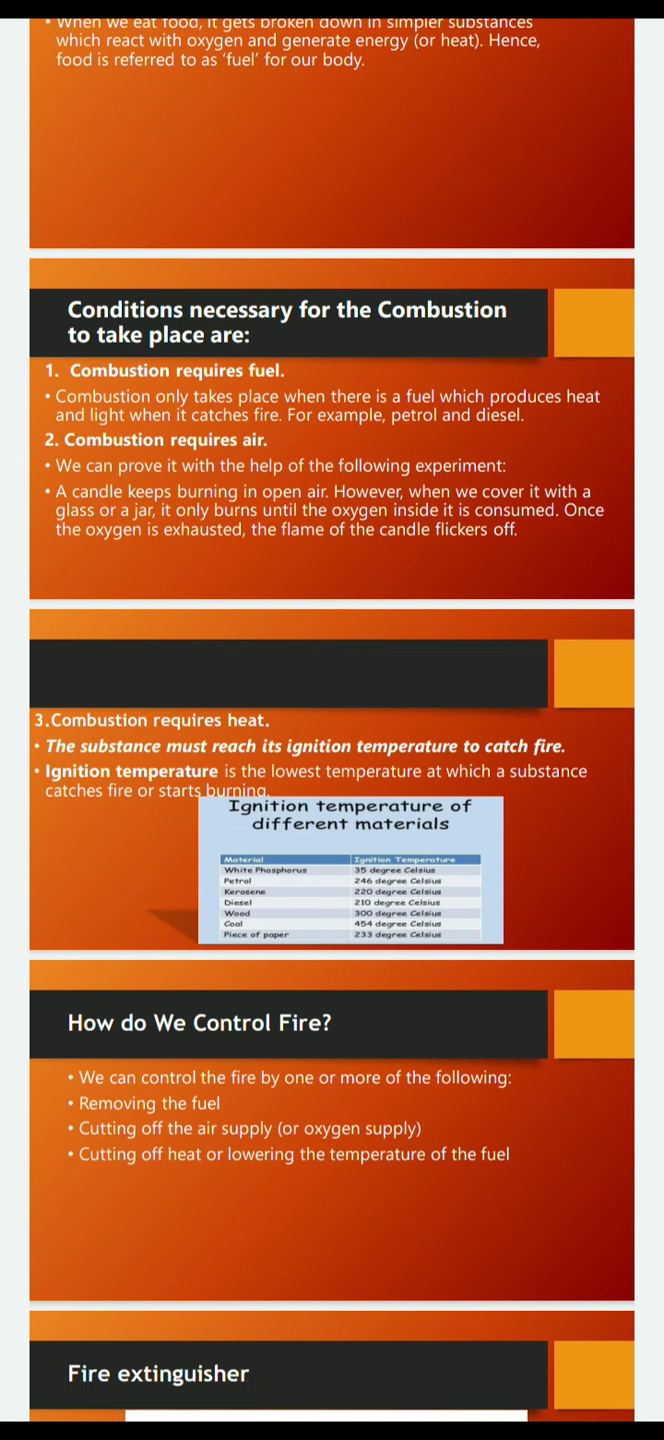 • When we eat food, it gets broken down in simpler substances
which react with oxygen and generate energy (or heat). Hence,
food is referred to as ‘fuel’ for our body.
Conditions necessary for the Combustion
to take place are:
1. Combustion requires fuel.
• Combustion only takes place when there is a fuel which produces heat
and light when it catches fire. For example, petrol and diesel.
2. Combustion requires air.
• We can prove it with the help of the following experiment:
• A candle keeps burning in open air. However, when we cover it with a
glass or a jar, it only burns until the oxygen inside it is consumed. Once
the oxygen is exhausted, the flame of the candle flickers off.
3.Combustion requires heat.
• The substance must reach its ignition temperature to catch fire.
• Ignition temperature is the lowest temperature at which a substance
catches fire or starts burning.
Ignition temperature of
different materials
Material Ignition Temperature
White Phosphorus 35 degree Celsius
Petrol 246 degree Celsius
Kerosene 220 degree Celsius
Diesel 210 degree Celsius
Wood 300 degree Celsius
Coal 454 degree Celsius
Piece of paper 233 degree Celsius
How do We Control Fire?
• We can control the fire by one or more of the following:
• Removing the fuel
• Cutting off the air supply (or oxygen supply)
• Cutting off heat or lowering the temperature of the fuel
Fire extinguisher